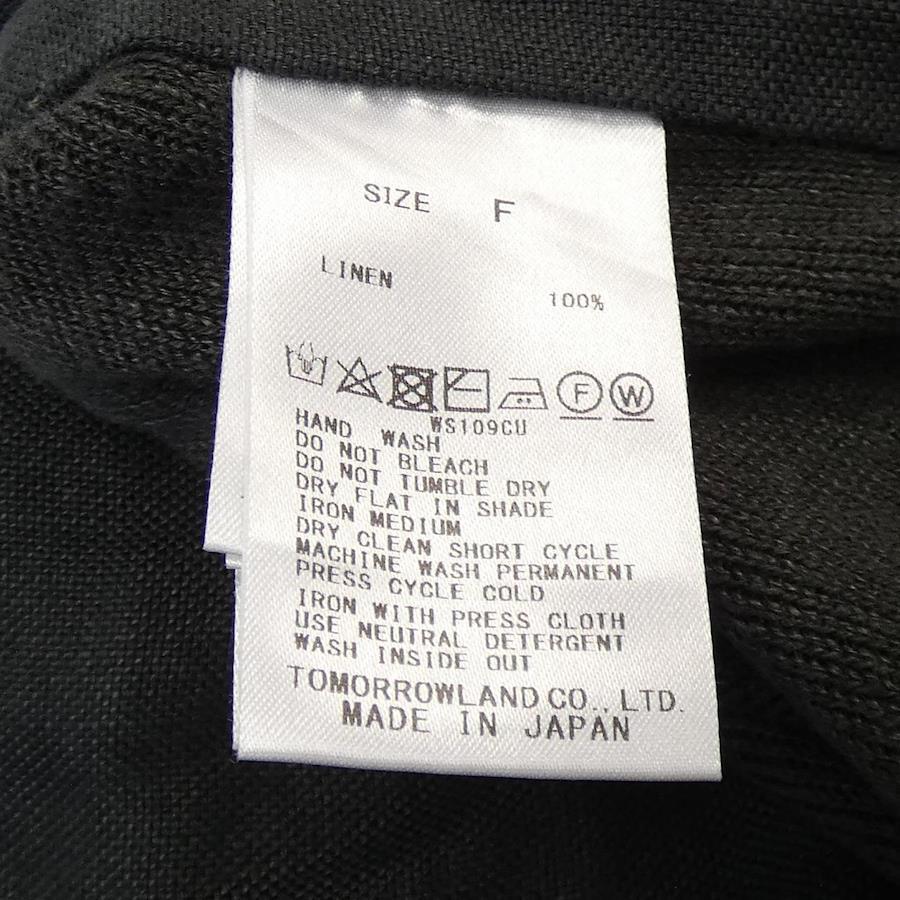 SIZE F
LINEN
100%
F W
WS109CU
HAND WASH
DO NOT BLEACH
DO NOT TUMBLE DRY
DRY FLAT IN SHADE
IRON MEDIUM
DRY CLEAN SHORT CYCLE
MACHINE WASH PERMANENT
PRESS CYCLE COLD
IRON WITH PRESS CLOTH
USE NEUTRAL DETERGENT
WASH INSIDE OUT
TOMORROWLAND CO., LTD.
MADE IN JAPAN